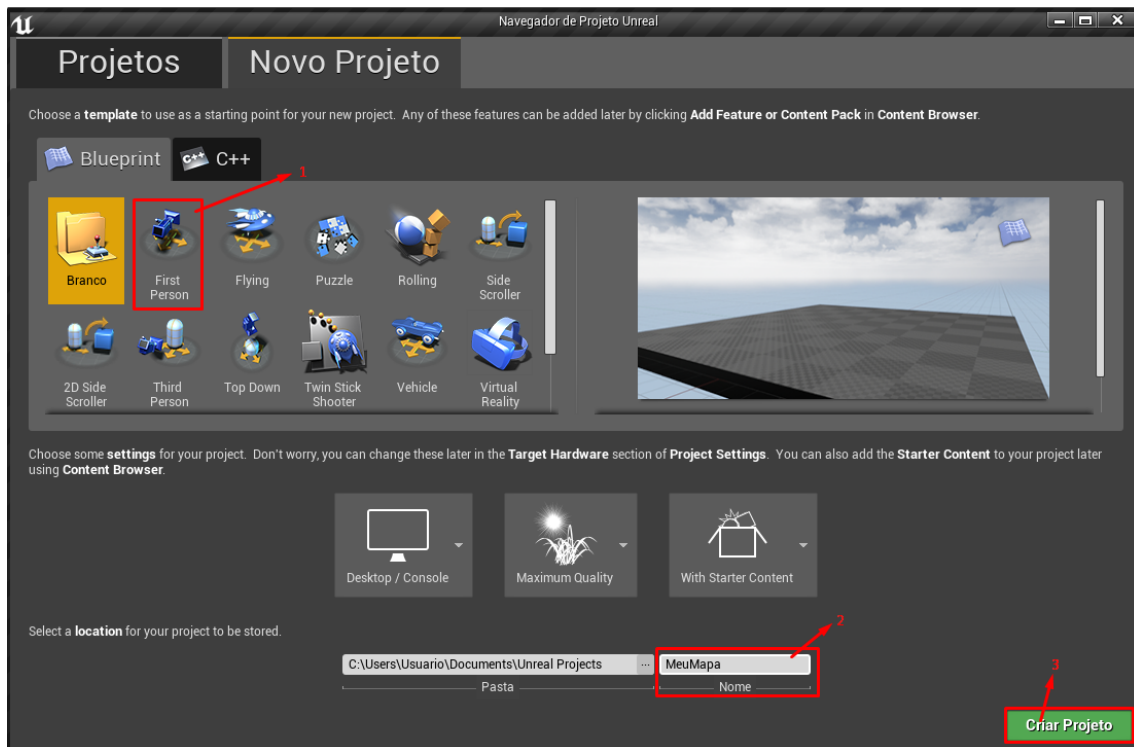 Navegador de Projeto Unreal
Projetos
Novo Projeto
Choose a template to use as a starting point for your new project. Any of these features can be added later by clicking Add Feature or Content Pack in Content Browser.
Blueprint
C++
C++
1
Branco
First
Person
Flying
Puzzle
Rolling
Side
Scroller
2D Side
Scroller
Third
Person
Top Down
Twin Stick
Shooter
Vehicle
Virtual
Reality
Choose some settings for your project. Don't worry, you can change these later in the Target Hardware section of Project Settings. You can also add the Starter Content to your project later
using Content Browser.
Desktop / Console
Maximum Quality
With Starter Content
Select a location for your project to be stored.
2
C:\Users\Usuario\Documents\Unreal Projects
...
MeuMapa
Pasta
Nome
3
Criar Projeto